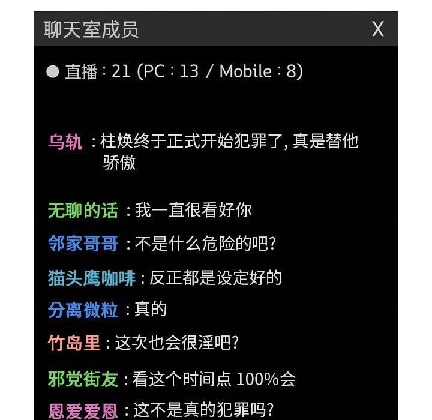 聊天室成员 X
● 直播 : 21 (PC : 13 / Mobile : 8)
乌轨 : 柱焕终于正式开始犯罪了, 真是替他
骄傲
无聊的话 : 我一直很看好你
邻家哥哥 : 不是什么危险的吧?
猫头鹰咖啡 : 反正都是设定好的
分离微粒 : 真的
竹岛里 : 这次也会很淫吧?
邪党街友 : 看这个时间点 100%会
恩爱爱恩 : 这不是真的犯罪吗?